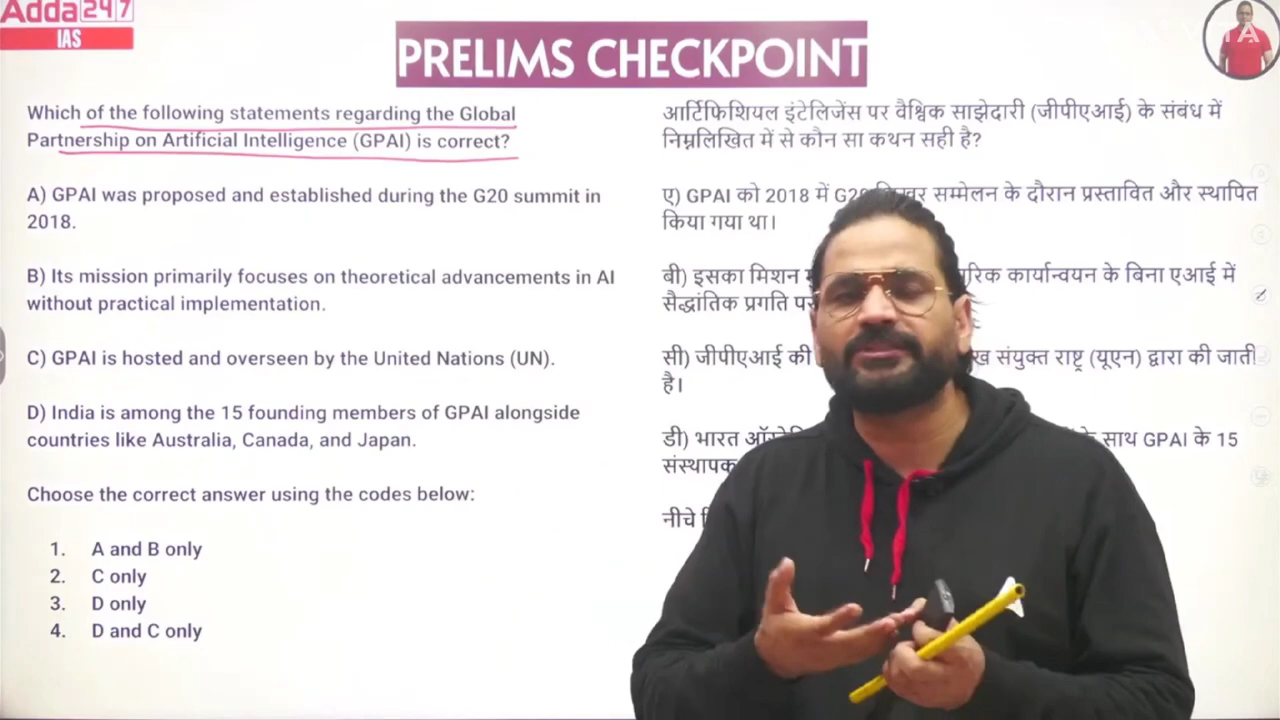 Adda247
IAS
PRELIMS CHECKPOINT
Which of the following statements regarding the Global
Partnership on Artificial Intelligence (GPAI) is correct?
A) GPAI was proposed and established during the G20 summit in
2018.
B) Its mission primarily focuses on theoretical advancements in AI
without practical implementation.
C) GPAI is hosted and overseen by the United Nations (UN).
D) India is among the 15 founding members of GPAI alongside
countries like Australia, Canada, and Japan.
Choose the correct answer using the codes below:
1. A and B only
2. C only
3. D only
4. D and C only
आर्टिफिशियल इंटेलिजेंस पर वैश्विक साझेदारी (जीपीएआई) के संबंध में
निम्नलिखित में से कौन सा कथन सही है?
ए) GPAI को 2018 में सम्मेलन के दौरान प्रस्तावित और स्थापित
किया गया था।
बी) इसका मिशन कार्यान्वयन के बिना एआई में
सैद्धांतिक प्रगति
सी) जीपीएआई की संयुक्त राष्ट्र (यूएन) द्वारा की जाती
है।
डी) भारत के साथ GPAI के 15
नीचे